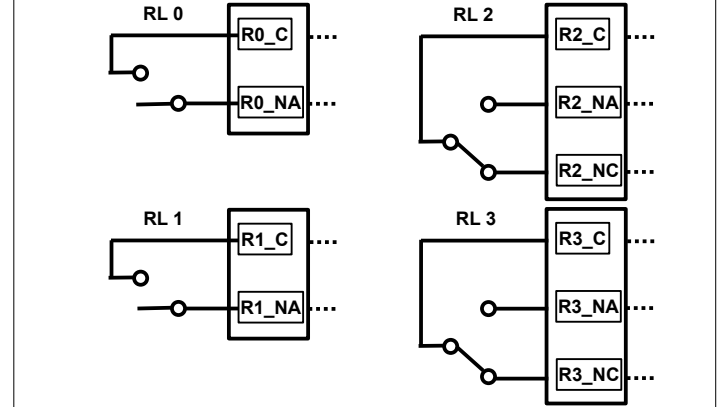 RL 0
R0_C
R0_NA
RL 2
R2_C
R2_NA
R2_NC
RL 1
R1_C
R1_NA
RL 3
R3_C
R3_NA
R3_NC